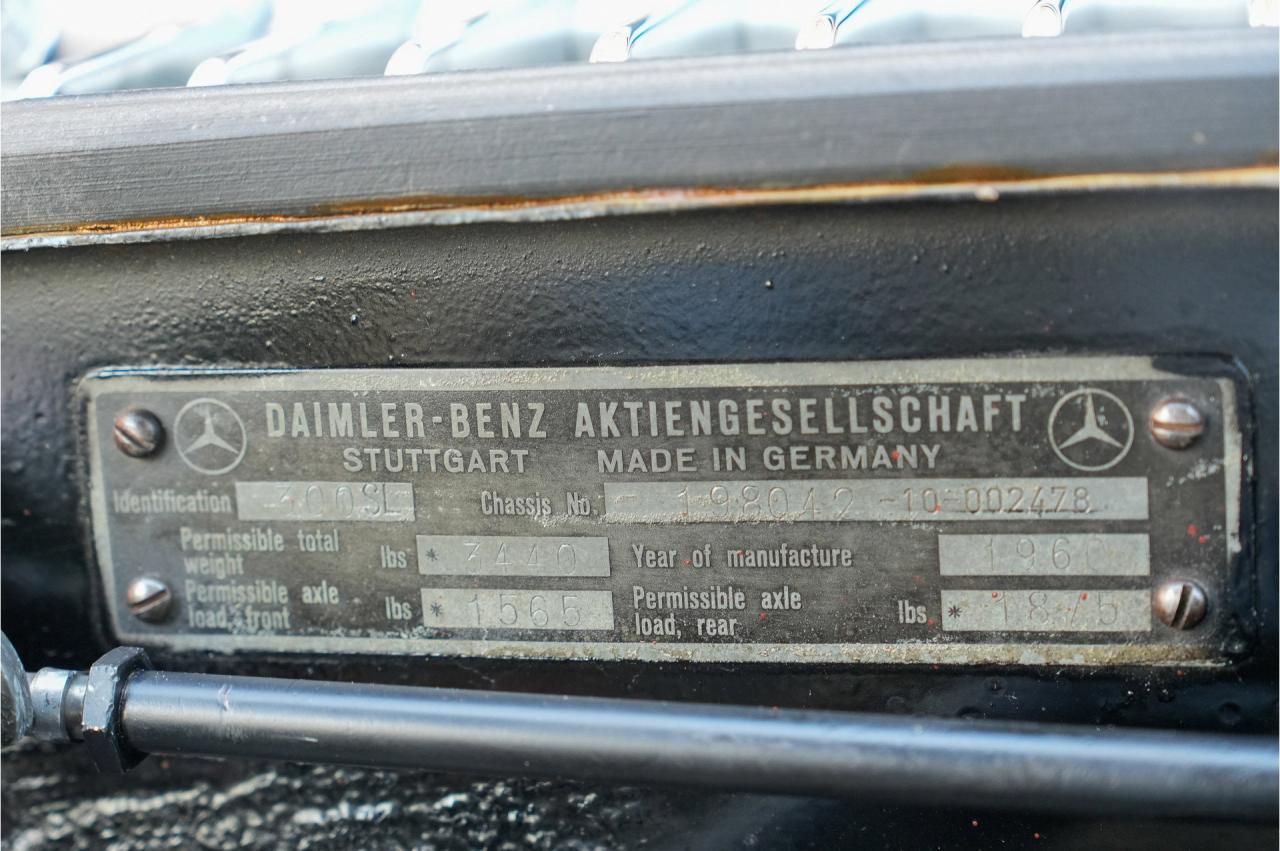 DAIMLER-BENZ AKTIENGESELLSCHAFT
STUTTGART MADE IN GERMANY
Identification 300SL Chassis No. 198042-10-002478
Permissible total weight lbs * 3440 Year of manufacture 1960
Permissible axle load, front lbs * 1565 Permissible axle load, rear lbs * 1875